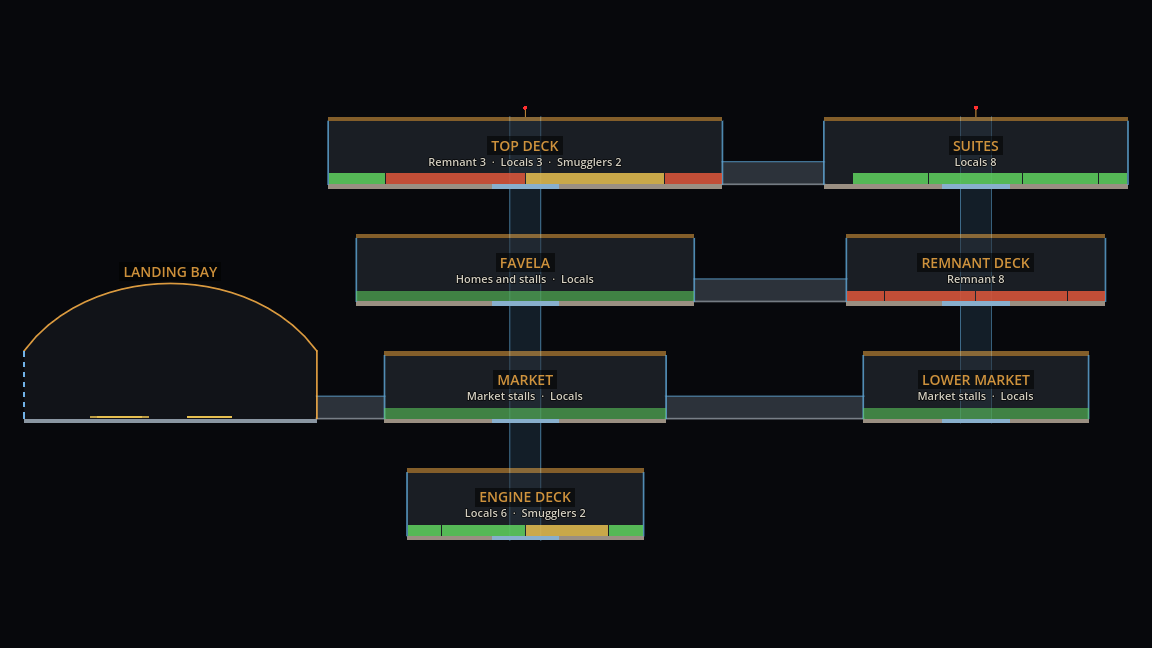 TOP DECK
Remnant 3 · Locals 3 · Smugglers 2
SUITES
Locals 8
FAVELA
Homes and stalls · Locals
REMNANT DECK
Remnant 8
LANDING BAY
MARKET
Market stalls · Locals
LOWER MARKET
Market stalls · Locals
ENGINE DECK
Locals 6 · Smugglers 2